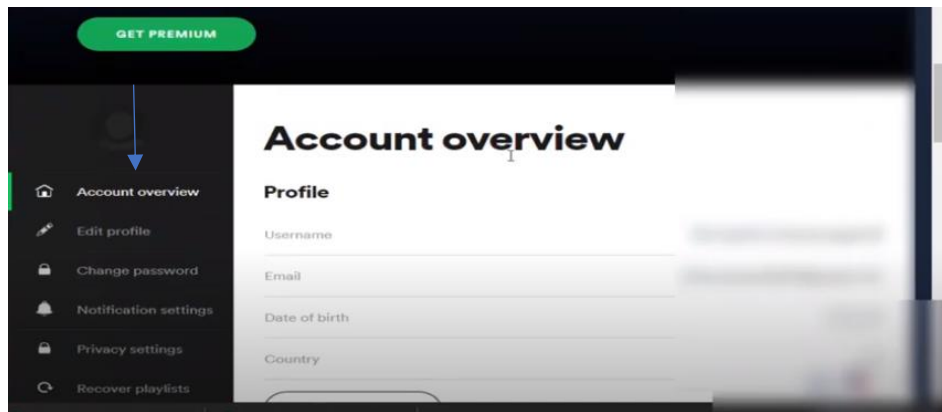 GET PREMIUM
Account overview
Edit profile
Change password
Notification settings
Privacy settings
Recover playlists
Account overview
Profile
Username
Email
Date of birth
Country